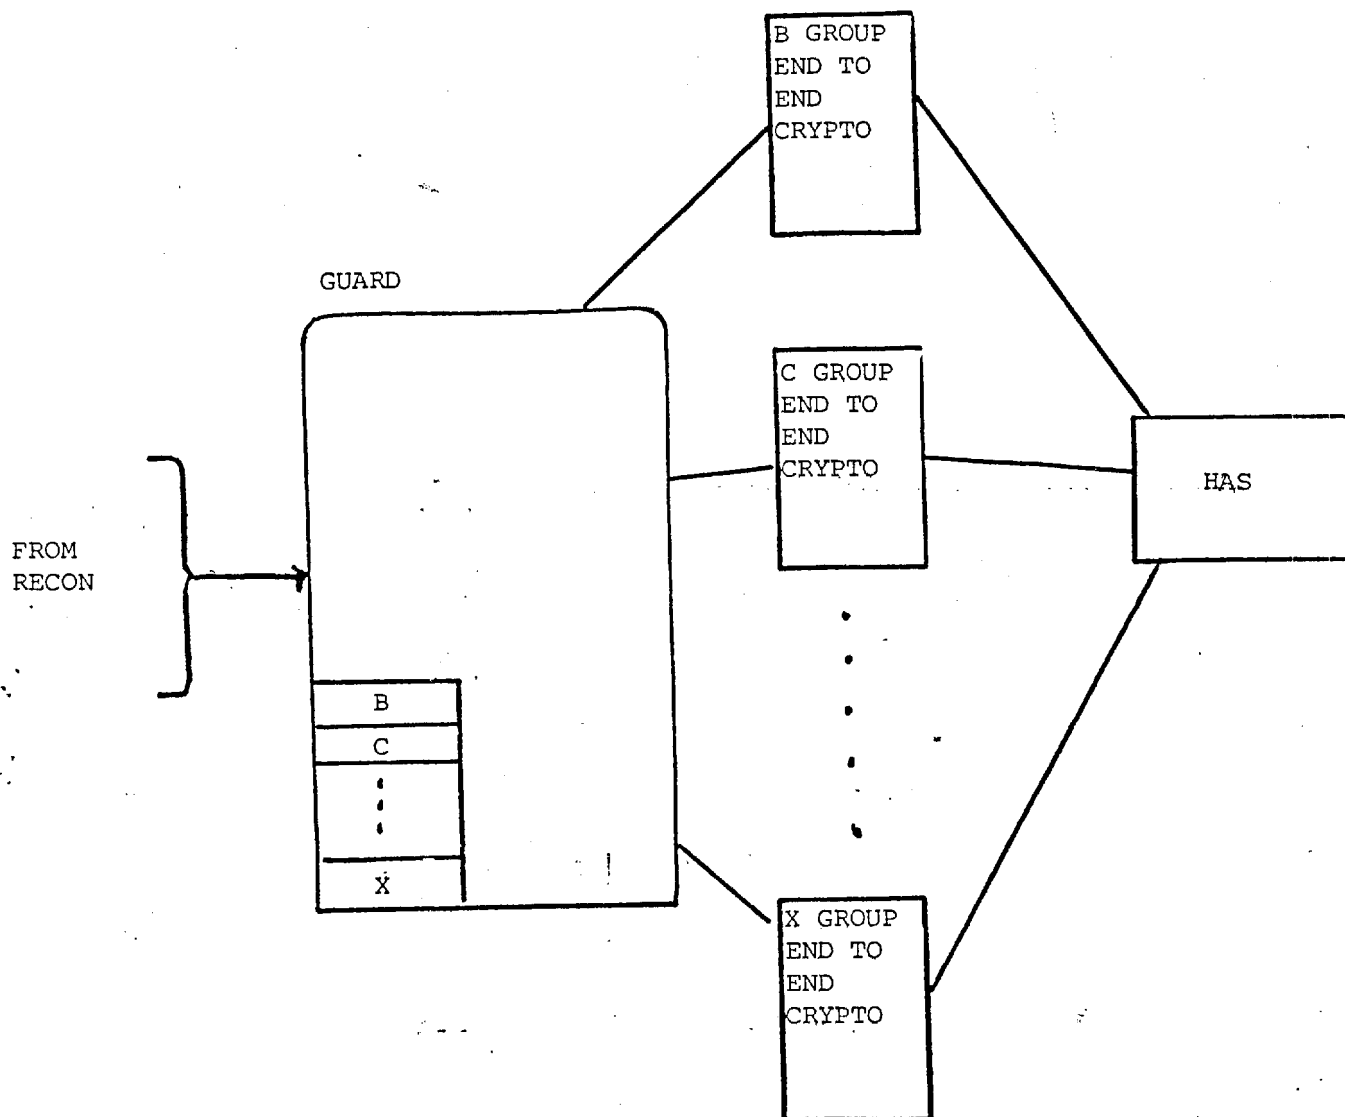 B GROUP
END TO
END
CRYPTO
GUARD
C GROUP
END TO
END
CRYPTO
HAS
FROM
RECON
B
C
X
X GROUP
END TO
END
CRYPTO